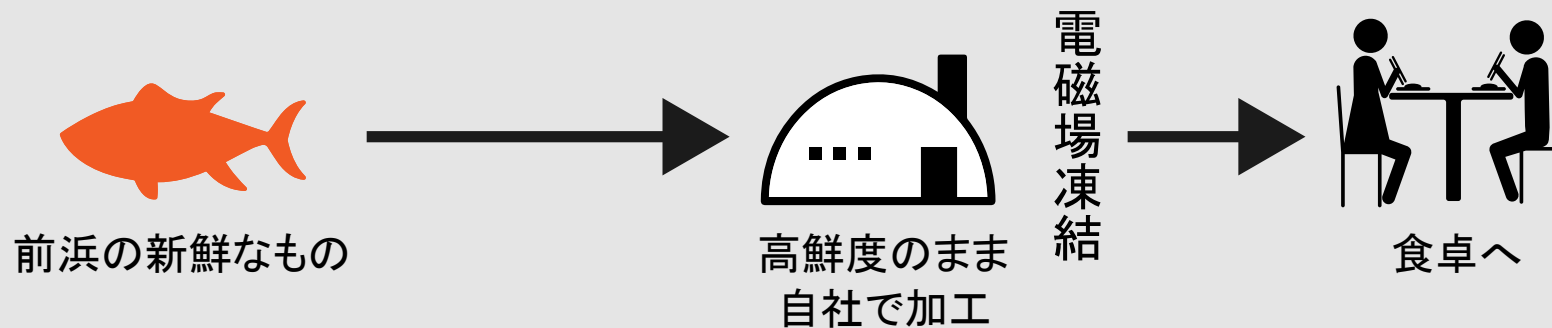 前浜の新鮮なもの
高鮮度のまま
自社で加工
電磁場凍結
食卓へ